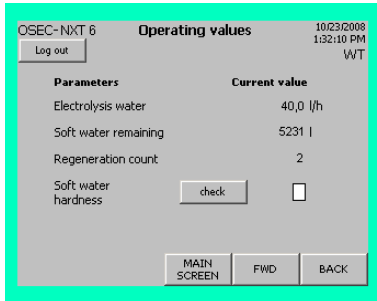 OSEC-NXT 6 Operating values 10/23/2008
1:32:10 PM
Log out
WT
Parameters Current value
Electrolysis water 40,0 l/h
Soft water remaining 5231 l
Regeneration count 2
Soft water
hardness
check
MAIN
SCREEN
FWD
BACK